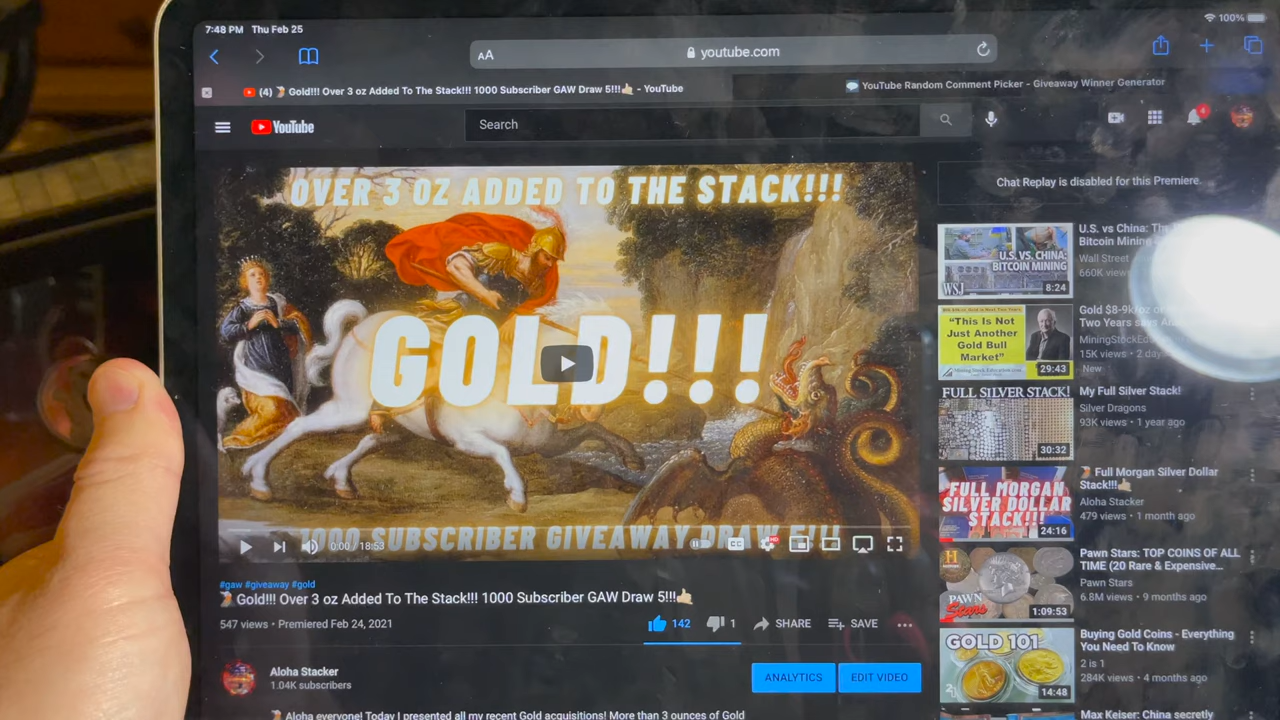 7:48 PM Thu Feb 25
100%
AA
youtube.com
(4) Gold!!! Over 3 oz Added To The Stack!!! 1000 Subscriber GAW Draw 5!!! - YouTube
YouTube Random Comment Picker - Giveaway Winner Generator
YouTube
Search
4
OVER 3 OZ ADDED TO THE STACK!!!
GOLD!!!
1000 SUBSCRIBER GIVEAWAY DRAW 5!!!
0:00 / 18:53
CC
HD
#gaw #giveaway #gold
Gold!!! Over 3 oz Added To The Stack!!! 1000 Subscriber GAW Draw 5!!!
547 views • Premiered Feb 24, 2021
142
1
SHARE
SAVE
Aloha Stacker
1.04K subscribers
ANALYTICS
EDIT VIDEO
Aloha everyone! Today I presented all my recent Gold acquisitions! More than 3 ounces of Gold
Chat Replay is disabled for this Premiere.
U.S. VS. CHINA:
BITCOIN MINING
WSJ
8:24
U.S. vs. China: The
Bitcoin Mining
Wall Street
660K views
"This Is Not
Just Another
Gold Bull
Market"
29:43
Gold $8-9k/oz
Two Years says
MiningStockEd
15K views • 2 day
New
FULL SILVER STACK!
30:32
My Full Silver Stack!
Silver Dragons
93K views • 1 year ago
FULL MORGAN
SILVER DOLLAR
STACK!!!
24:16
Full Morgan Silver Dollar
Stack!!!
Aloha Stacker
479 views • 1 month ago
H
PAWN
Stars
1:09:53
Pawn Stars: TOP COINS OF ALL
TIME (20 Rare & Expensive...
Pawn Stars
6.8M views • 9 months ago
GOLD 101
14:48
Buying Gold Coins - Everything
You Need To Know
2 is 1
284K views • 4 months ago
Max Keiser: China secretly